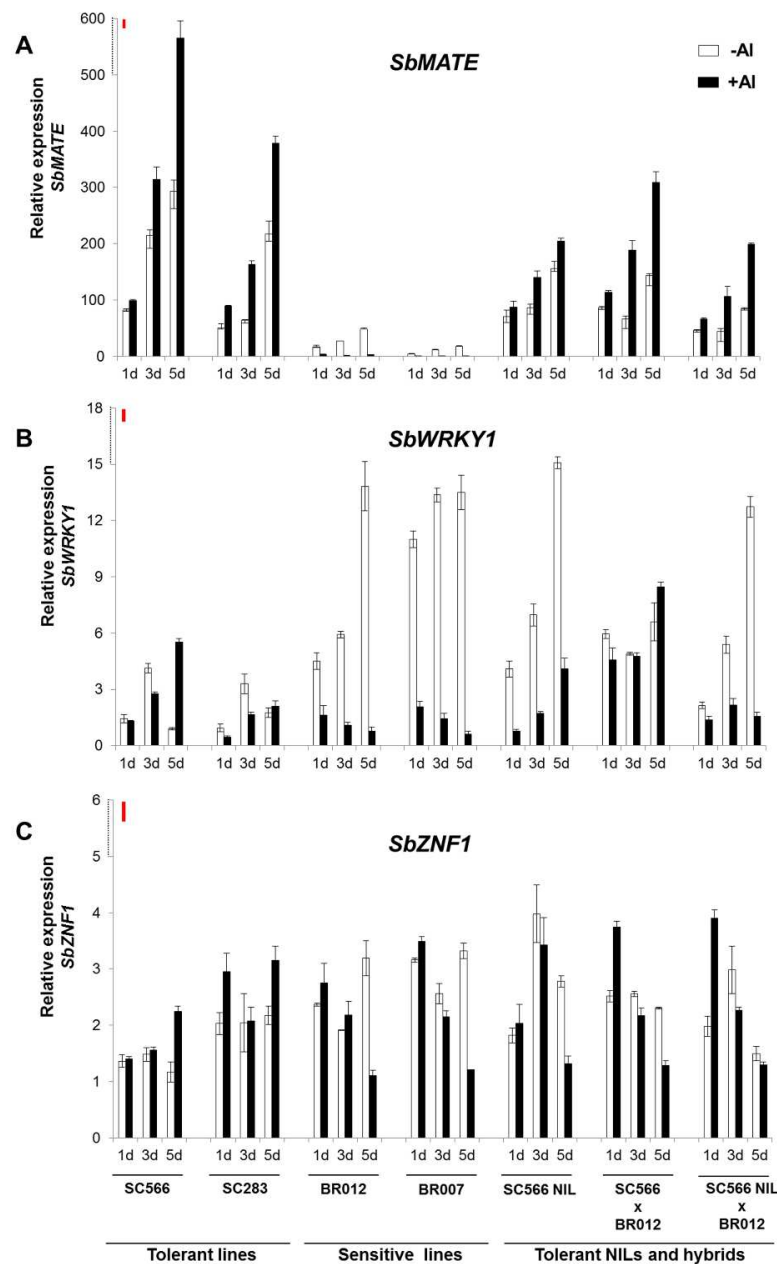 A
SbMATE
-Al
+Al
Relative expression
SbMATE
600
500
400
300
200
100
0
1d 3d 5d 1d 3d 5d 1d 3d 5d 1d 3d 5d 1d 3d 5d 1d 3d 5d 1d 3d 5d
B
SbWRKY1
Relative expression
SbWRKY1
18
15
12
9
6
3
0
1d 3d 5d 1d 3d 5d 1d 3d 5d 1d 3d 5d 1d 3d 5d 1d 3d 5d 1d 3d 5d
C
SbZNF1
Relative expression
SbZNF1
6
5
4
3
2
1
0
1d 3d 5d 1d 3d 5d 1d 3d 5d 1d 3d 5d 1d 3d 5d 1d 3d 5d 1d 3d 5d
SC566 SC283 BR012 BR007 SC566 NIL SC566 x BR012 SC566 NIL x BR012
Tolerant lines Sensitive lines Tolerant NILs and hybrids